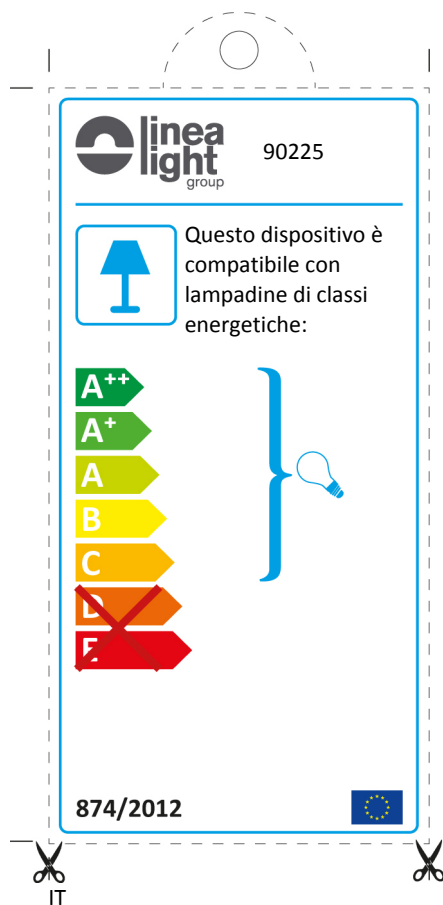 linea
light
group
90225
Questo dispositivo è
compatibile con
lampadine di classi
energetiche:
A++
A+
A
B
C
D
E
874/2012
IT